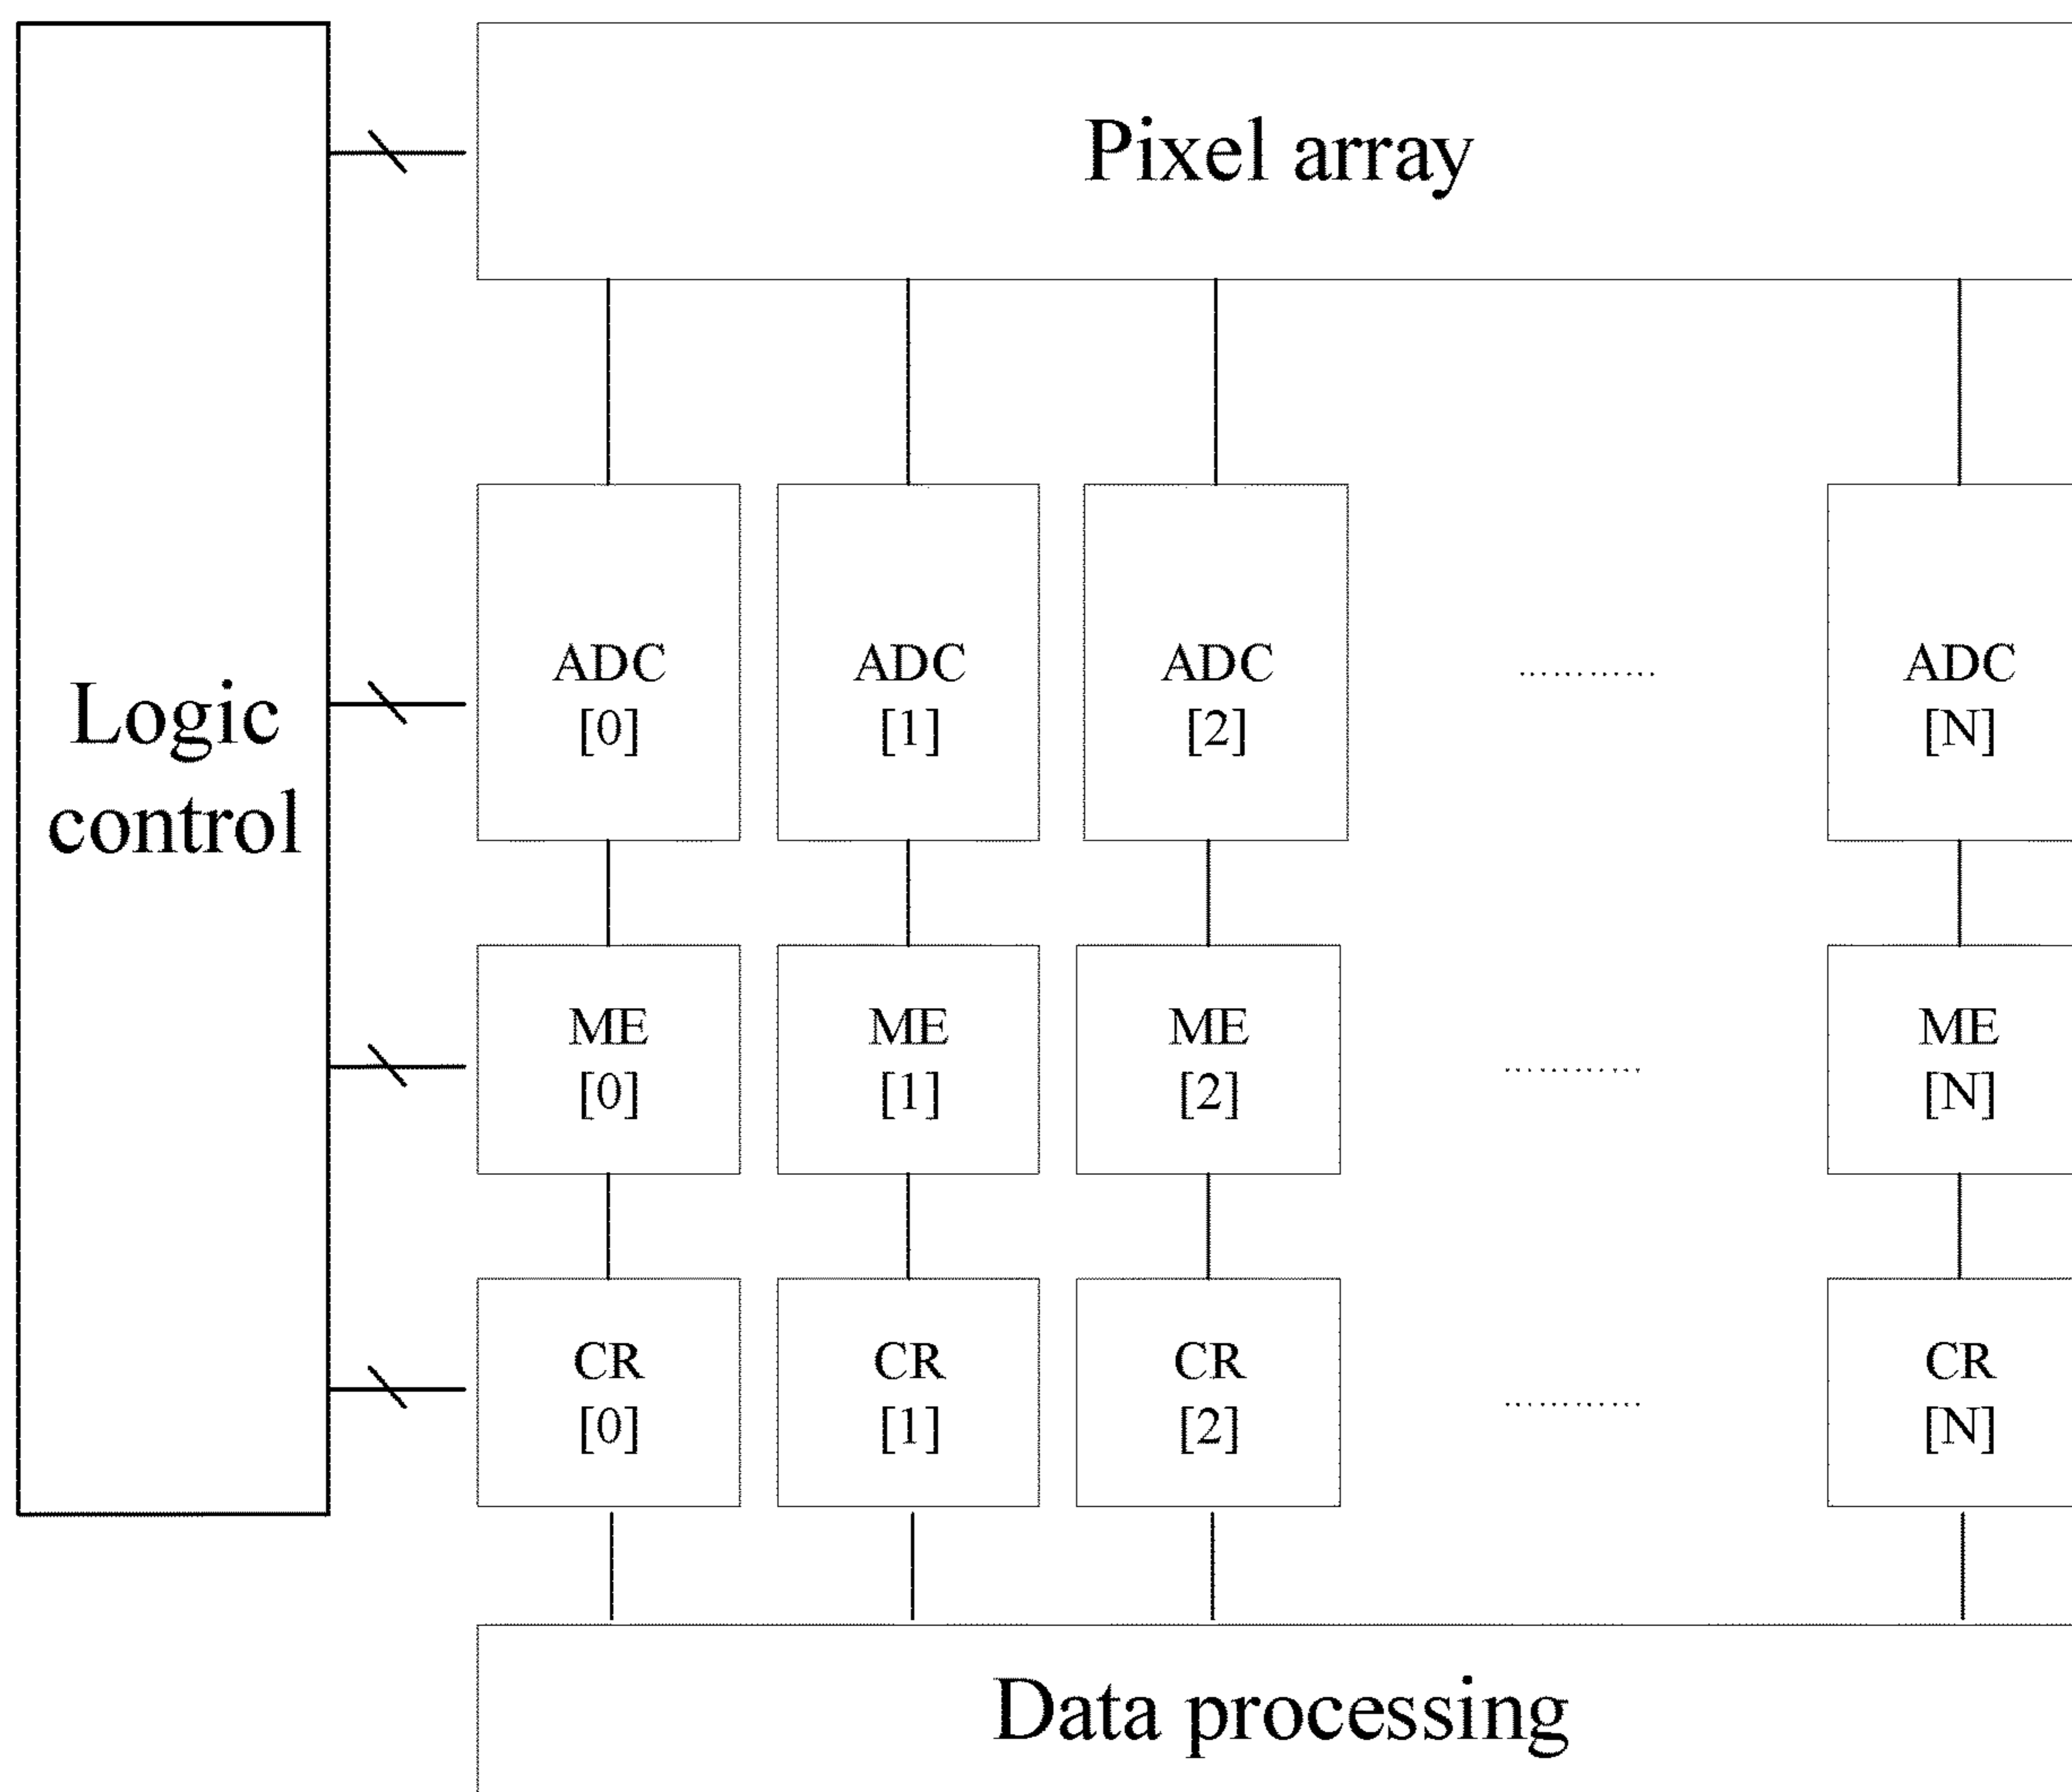 Pixel array
Logic
control
ADC
[0]
ADC
[1]
ADC
[2]
............
ADC
[N]
ME
[0]
ME
[1]
ME
[2]
............
ME
[N]
CR
[0]
CR
[1]
CR
[2]
............
CR
[N]
Data processing